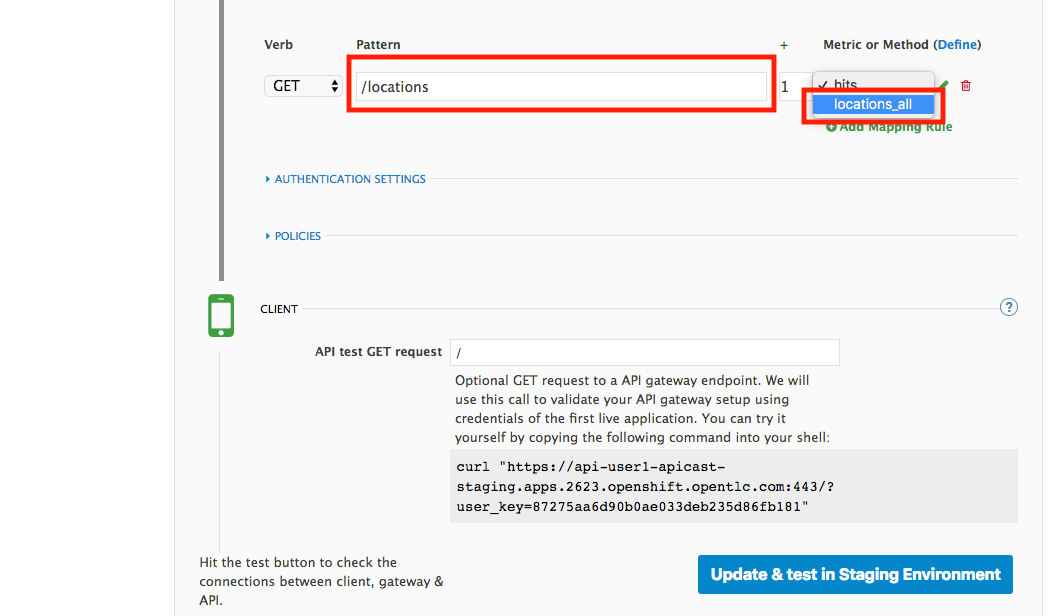 Verb Pattern + Metric or Method (Define)
GET /locations 1 ✓ hits
locations_all
Add Mapping Rule
AUTHENTICATION SETTINGS
POLICIES
CLIENT ?
API test GET request /
Optional GET request to a API gateway endpoint. We will
use this call to validate your API gateway setup using
credentials of the first live application. You can try it
yourself by copying the following command into your shell:
curl "https://api-user1-apicast-
staging.apps.2623.openshift.opentlc.com:443/?
user_key=87275aa6d90b0ae033deb235d86fb181"
Hit the test button to check the
connections between client, gateway &
API.
Update & test in Staging Environment